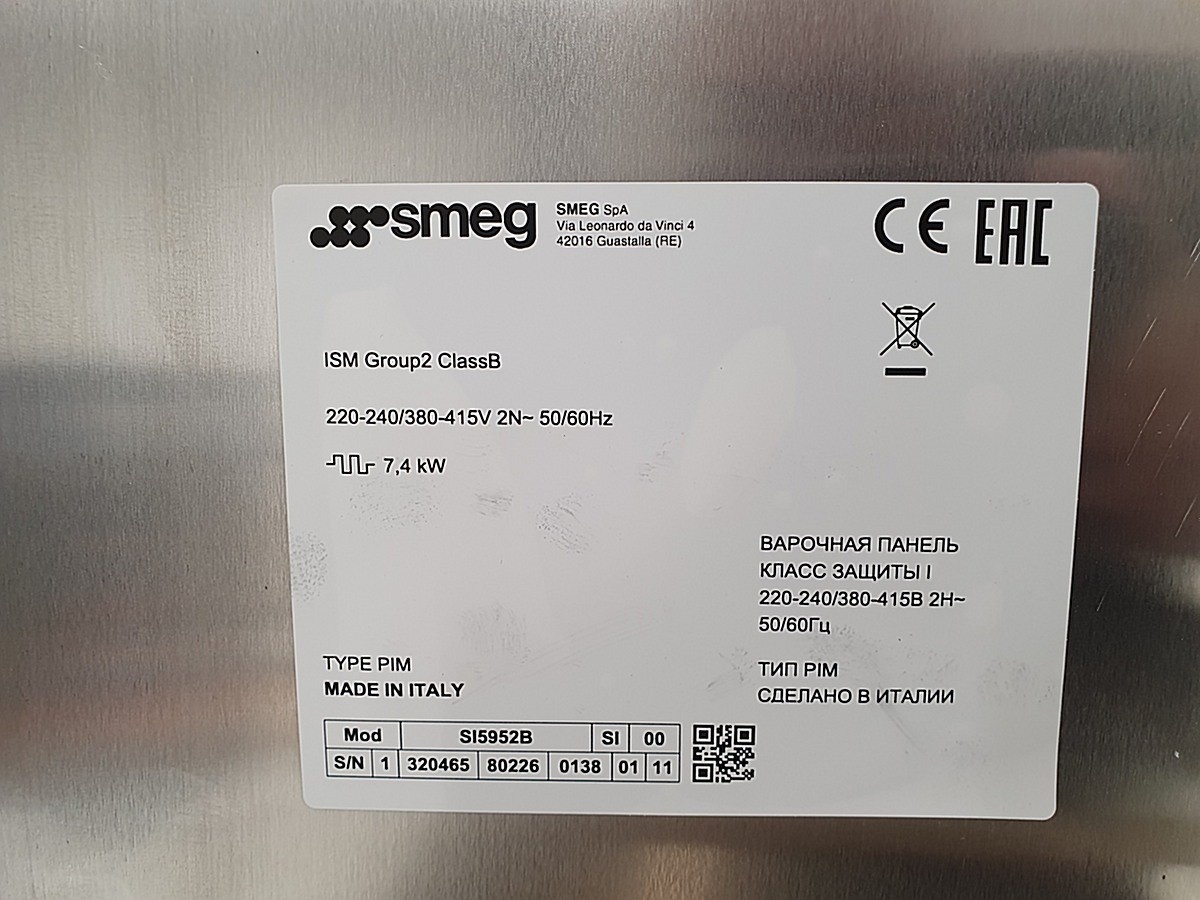 smeg
SMEG SpA
Via Leonardo da Vinci 4
42016 Guastalla (RE)
CE EAC
ISM Group2 ClassB
220-240/380-415V 2N~ 50/60Hz
7,4 kW
ВАРОЧНАЯ ПАНЕЛЬ
КЛАСС ЗАЩИТЫ I
220-240/380-415В 2Н~
50/60Гц
TYPE PIM
MADE IN ITALY
ТИП PIM
СДЕЛАНО В ИТАЛИИ
Mod SI5952B SI 00
S/N 1 320465 80226 0138 01 11